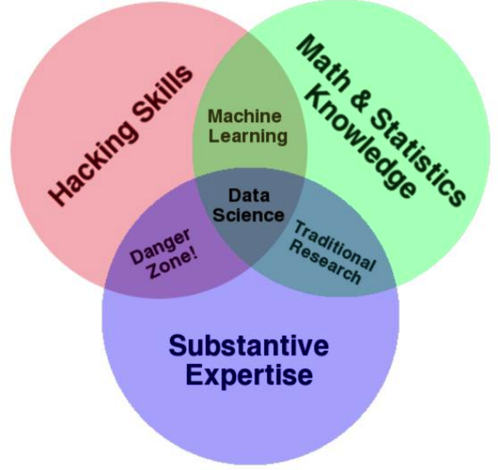 Hacking Skills
Math & Statistics
Knowledge
Machine
Learning
Data
Science
Danger
Zone!
Traditional
Research
Substantive
Expertise